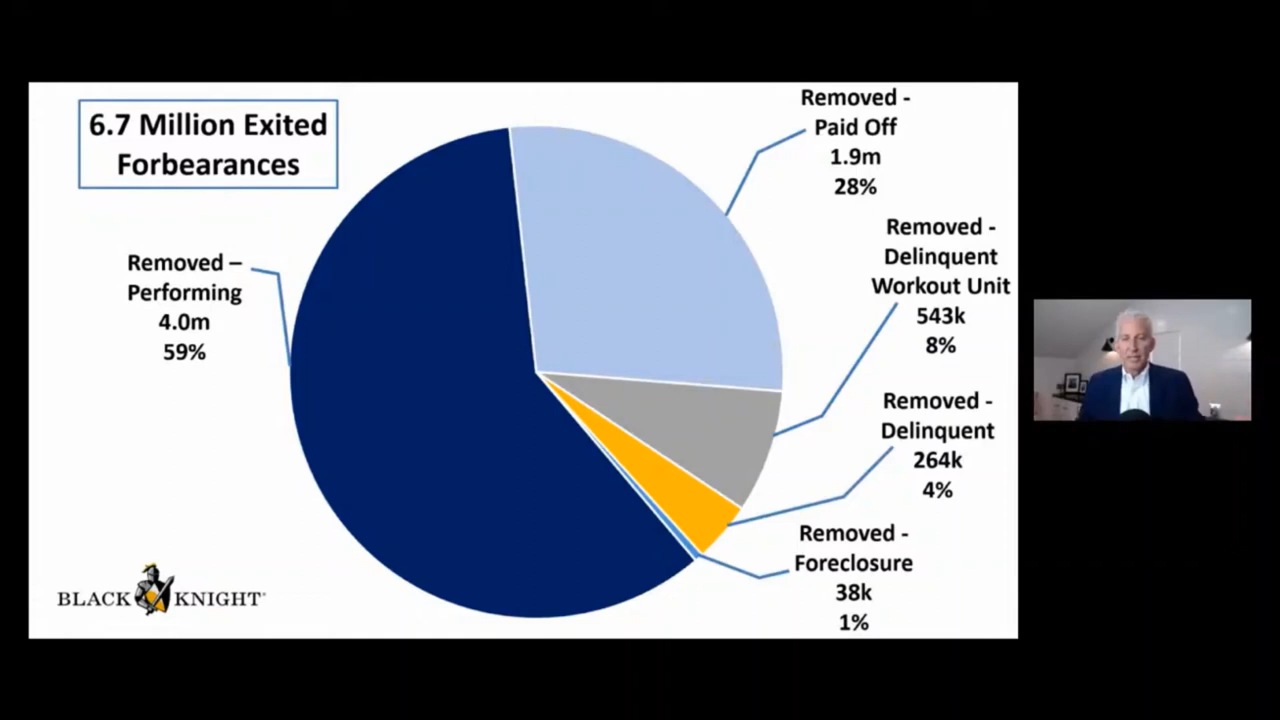 6.7 Million Exited
Forbearances
Removed -
Paid Off
1.9m
28%
Removed -
Delinquent
Workout Unit
543k
8%
Removed –
Performing
4.0m
59%
Removed -
Delinquent
264k
4%
Removed -
Foreclosure
38k
1%
BLACK KNIGHT